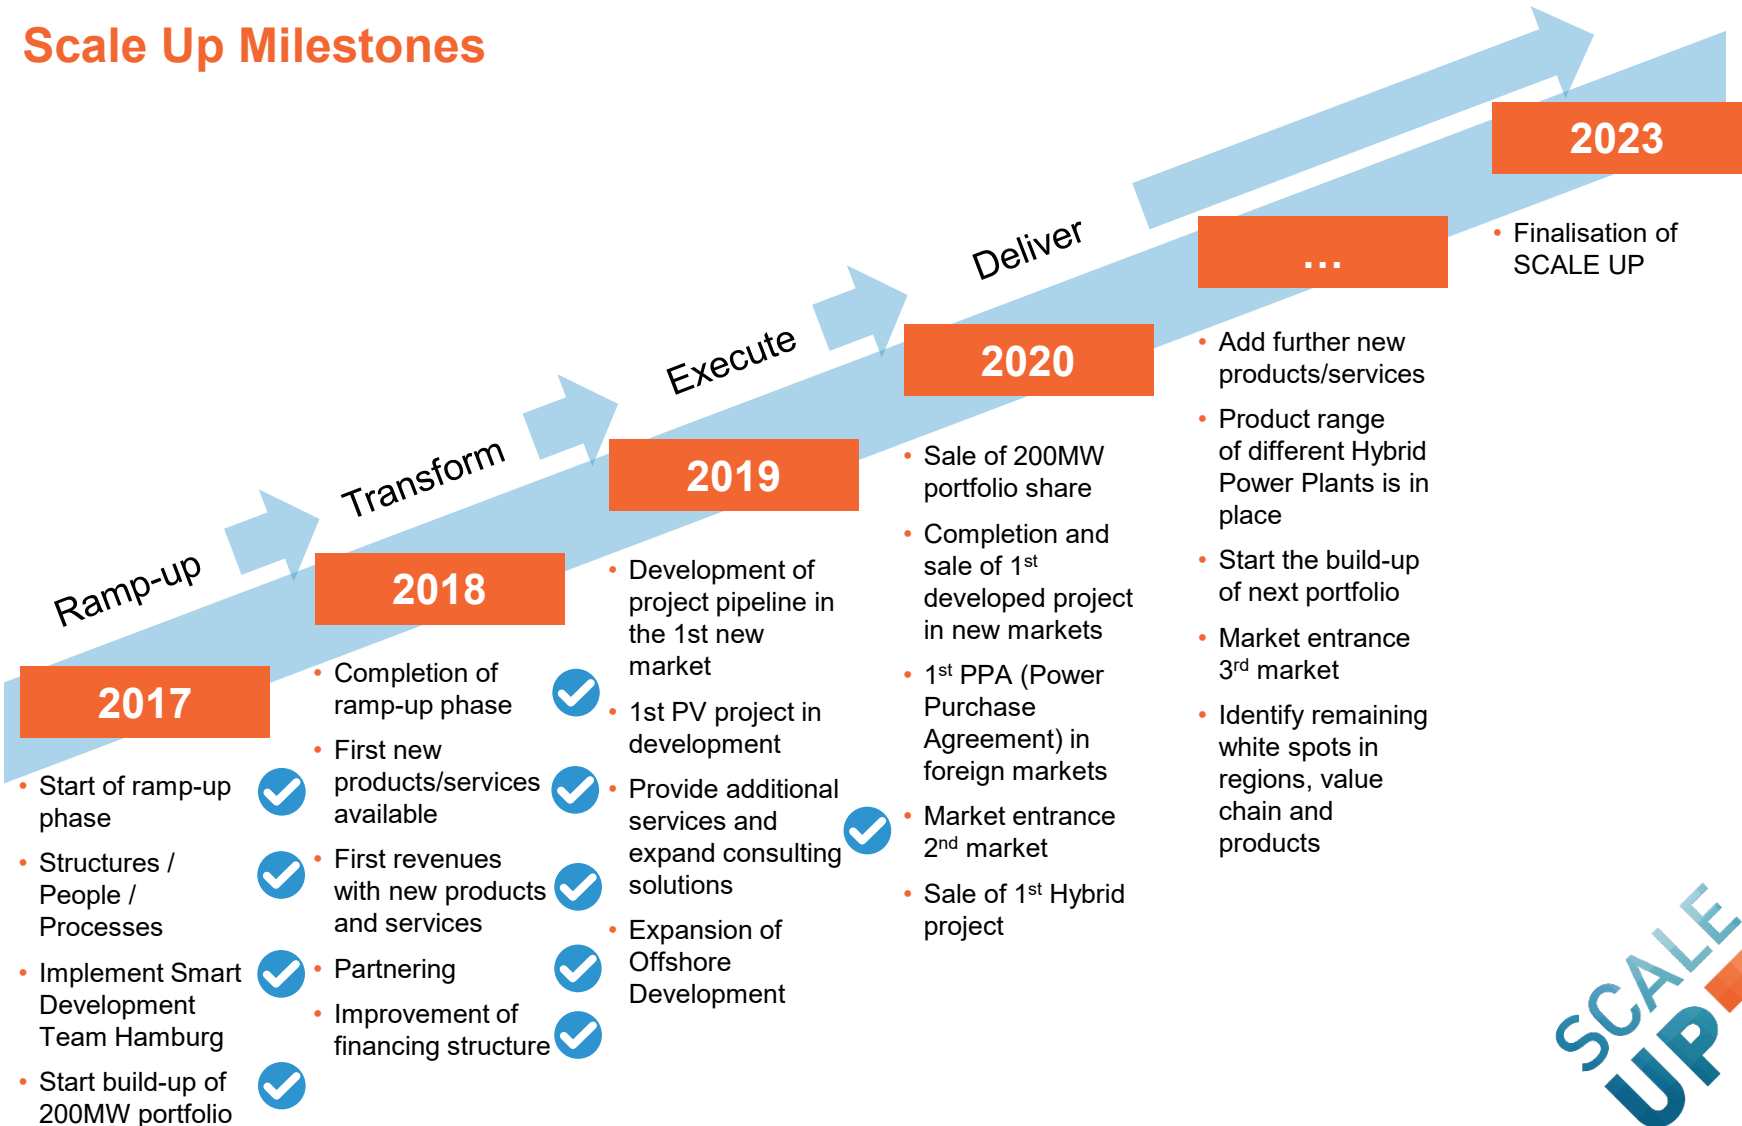 Scale Up Milestones
Ramp-up
Transform
Execute
Deliver
2017
• Start of ramp-up
phase
• Structures /
People /
Processes
• Implement Smart
Development
Team Hamburg
• Start build-up of
200MW portfolio
2018
• Completion of
ramp-up phase
• First new
products/services
available
• First revenues
with new products
and services
• Partnering
• Improvement of
financing structure
2019
• Development of
project pipeline in
the 1st new
market
• 1st PV project in
development
• Provide additional
services and
expand consulting
solutions
• Expansion of
Offshore
Development
2020
• Sale of 200MW
portfolio share
• Completion and
sale of 1st
developed project
in new markets
• 1st PPA (Power
Purchase
Agreement) in
foreign markets
• Market entrance
2nd market
• Sale of 1st Hybrid
project
...
• Add further new
products/services
• Product range
of different Hybrid
Power Plants is in
place
• Start the build-up
of next portfolio
• Market entrance
3rd market
• Identify remaining
white spots in
regions, value
chain and
products
2023
• Finalisation of
SCALE UP
SCALE
UP